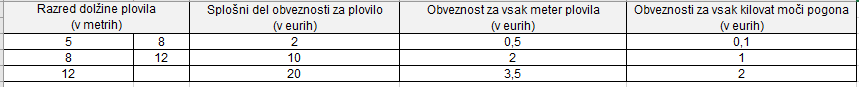 Razred dolžine plovila Splošni del obveznosti za plovilo Obveznost za vsak meter plovila Obveznosti za vsak kilovat moči pogona
(v metrih) (v eurih) (v eurih) (v eurih)
5 8 2 0,5 0,1
8 12 10 2 1
12 20 3,5 2